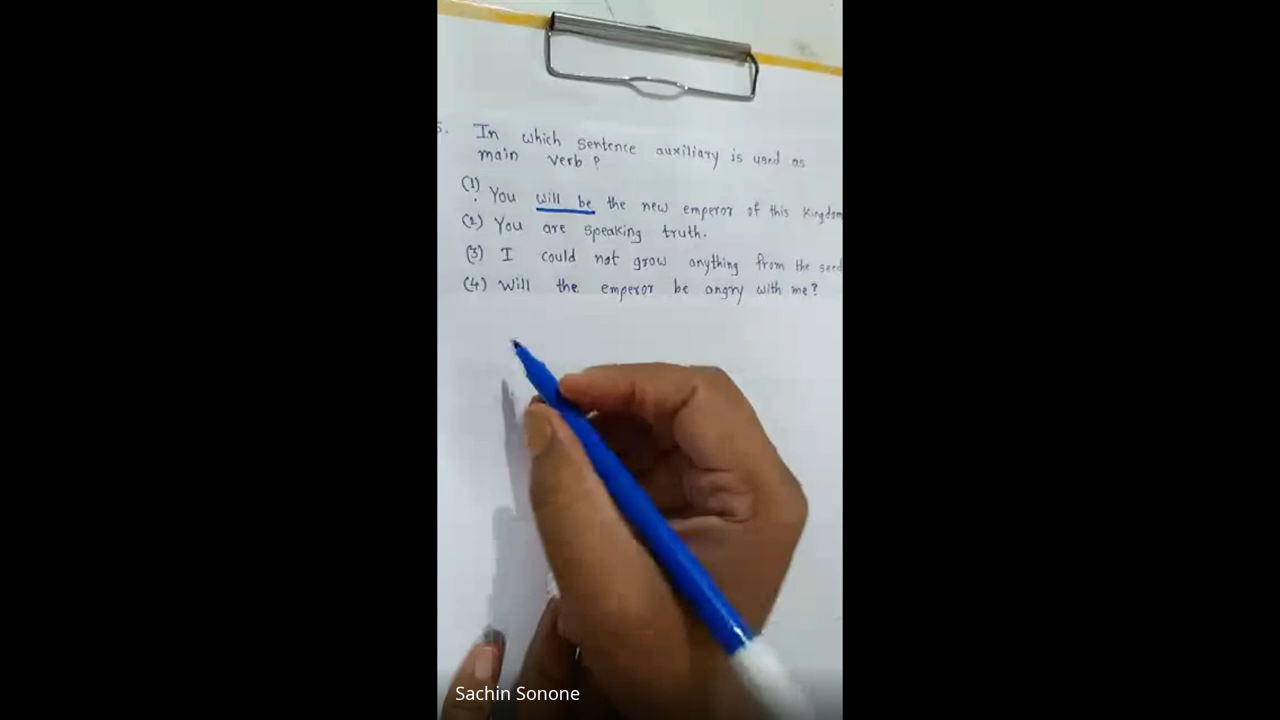 5. In which sentence auxiliary is used as
main verb?
(1) You will be the new emperor of this kingdom
(2) You are speaking truth.
(3) I could not grow anything from the seed
(4) Will the emperor be angry with me?
Sachin Sonone